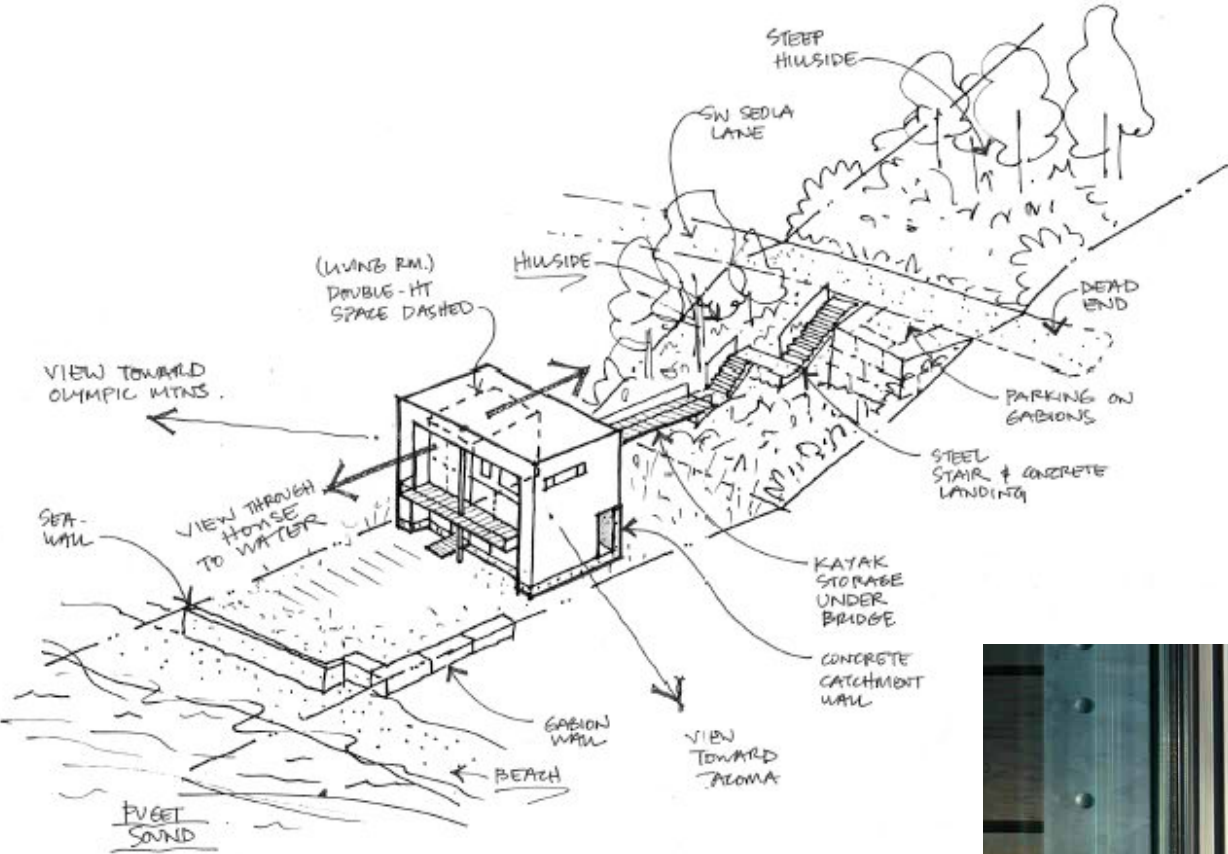 STEEP
HILLSIDE
SW SEOLA
LANE
(LIVING RM.)
DOUBLE-HT
SPACE DASHED
HILLSIDE
DEAD
END
VIEW TOWARD
OLYMPIC MTNS.
PARKING ON
GABIONS
STEEL
STAIR & CONCRETE
LANDING
SEA-
WALL
VIEW THROUGH
HOUSE
TO WATER
KAYAK
STORAGE
UNDER
BRIDGE
CONCRETE
CATCHMENT
WALL
GABION
WALL
VIEW
TOWARD
TACOMA
BEACH
PUGET
SOUND